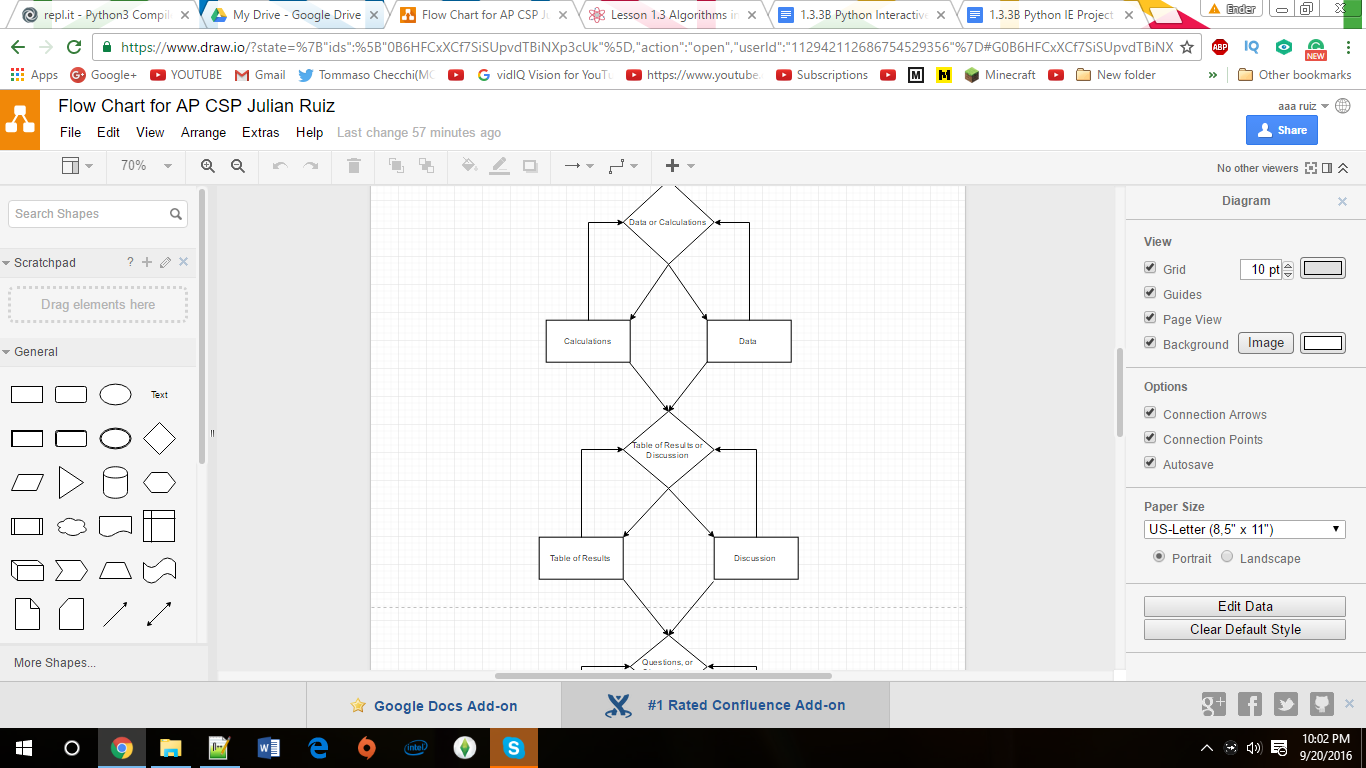 repl.it - Python3 Compil
My Drive - Google Drive
Flow Chart for AP CSP Ju
Lesson 1.3 Algorithms in
1.3.3B Python Interactive
1.3.3B Python IE Project
Ender
https://www.draw.io/?state=%7B"ids":%5B"0B6HFCxXCf7SiSUpvdTBiNXp3cUk"%5D,"action":"open","userId":"112942112686754529356"%7D#G0B6HFCxXCf7SiSUpvdTBiNX
ABP
IQ
NEW
Apps
Google+
YOUTUBE
Gmail
Tommaso Checchi(MC
vidIQ Vision for YouTu
https://www.youtube.
Subscriptions
M
M
Minecraft
New folder
»
Other bookmarks
Flow Chart for AP CSP Julian Ruiz
aaa ruiz
File Edit View Arrange Extras Help Last change 57 minutes ago
Share
70%
No other viewers
Search Shapes
Scratchpad
?
Drag elements here
General
Text
More Shapes...
Data or Calculations
Calculations
Data
Table of Results or
Discussion
Table of Results
Discussion
Questions, or
Diagram
View
Grid
10 pt
Guides
Page View
Background
Image
Options
Connection Arrows
Connection Points
Autosave
Paper Size
US-Letter (8,5" x 11")
Portrait
Landscape
Edit Data
Clear Default Style
Google Docs Add-on
#1 Rated Confluence Add-on
g+
W
intel
S
10:02 PM
9/20/2016